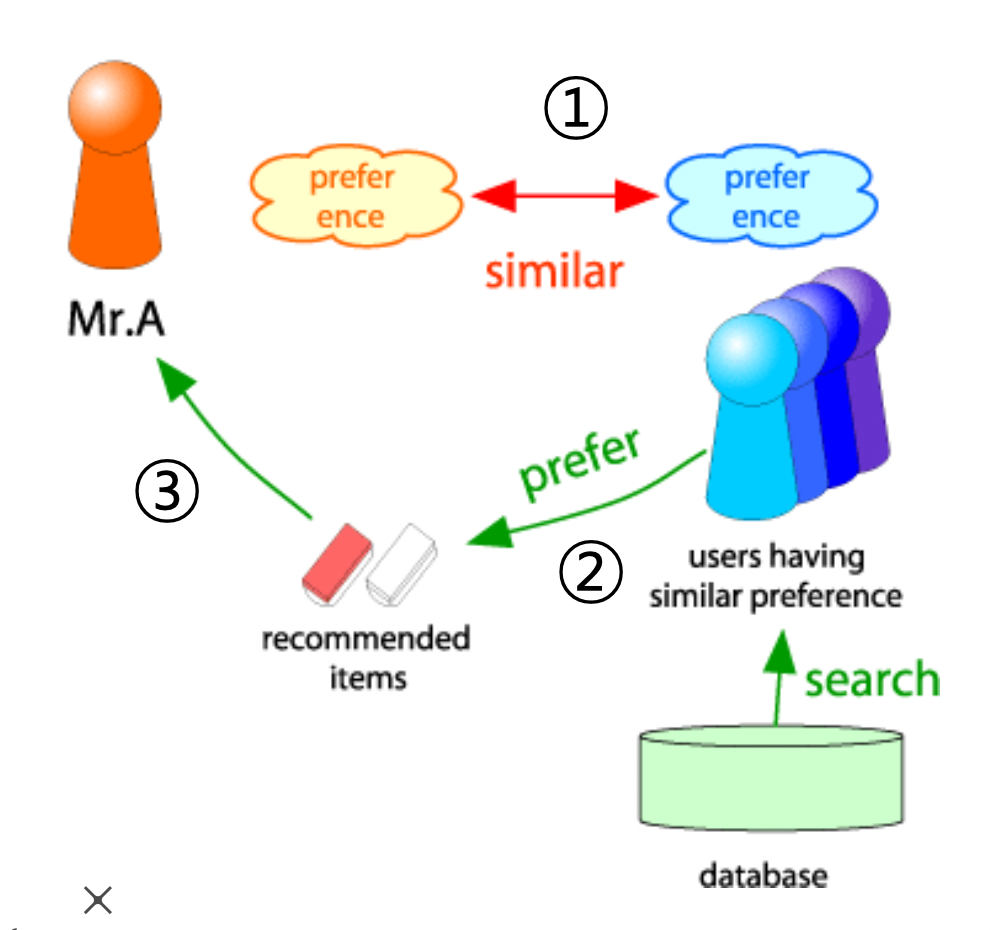 ①
prefer
ence
prefer
ence
similar
Mr.A
prefer
③
②
users having
similar preference
recommended
items
search
database